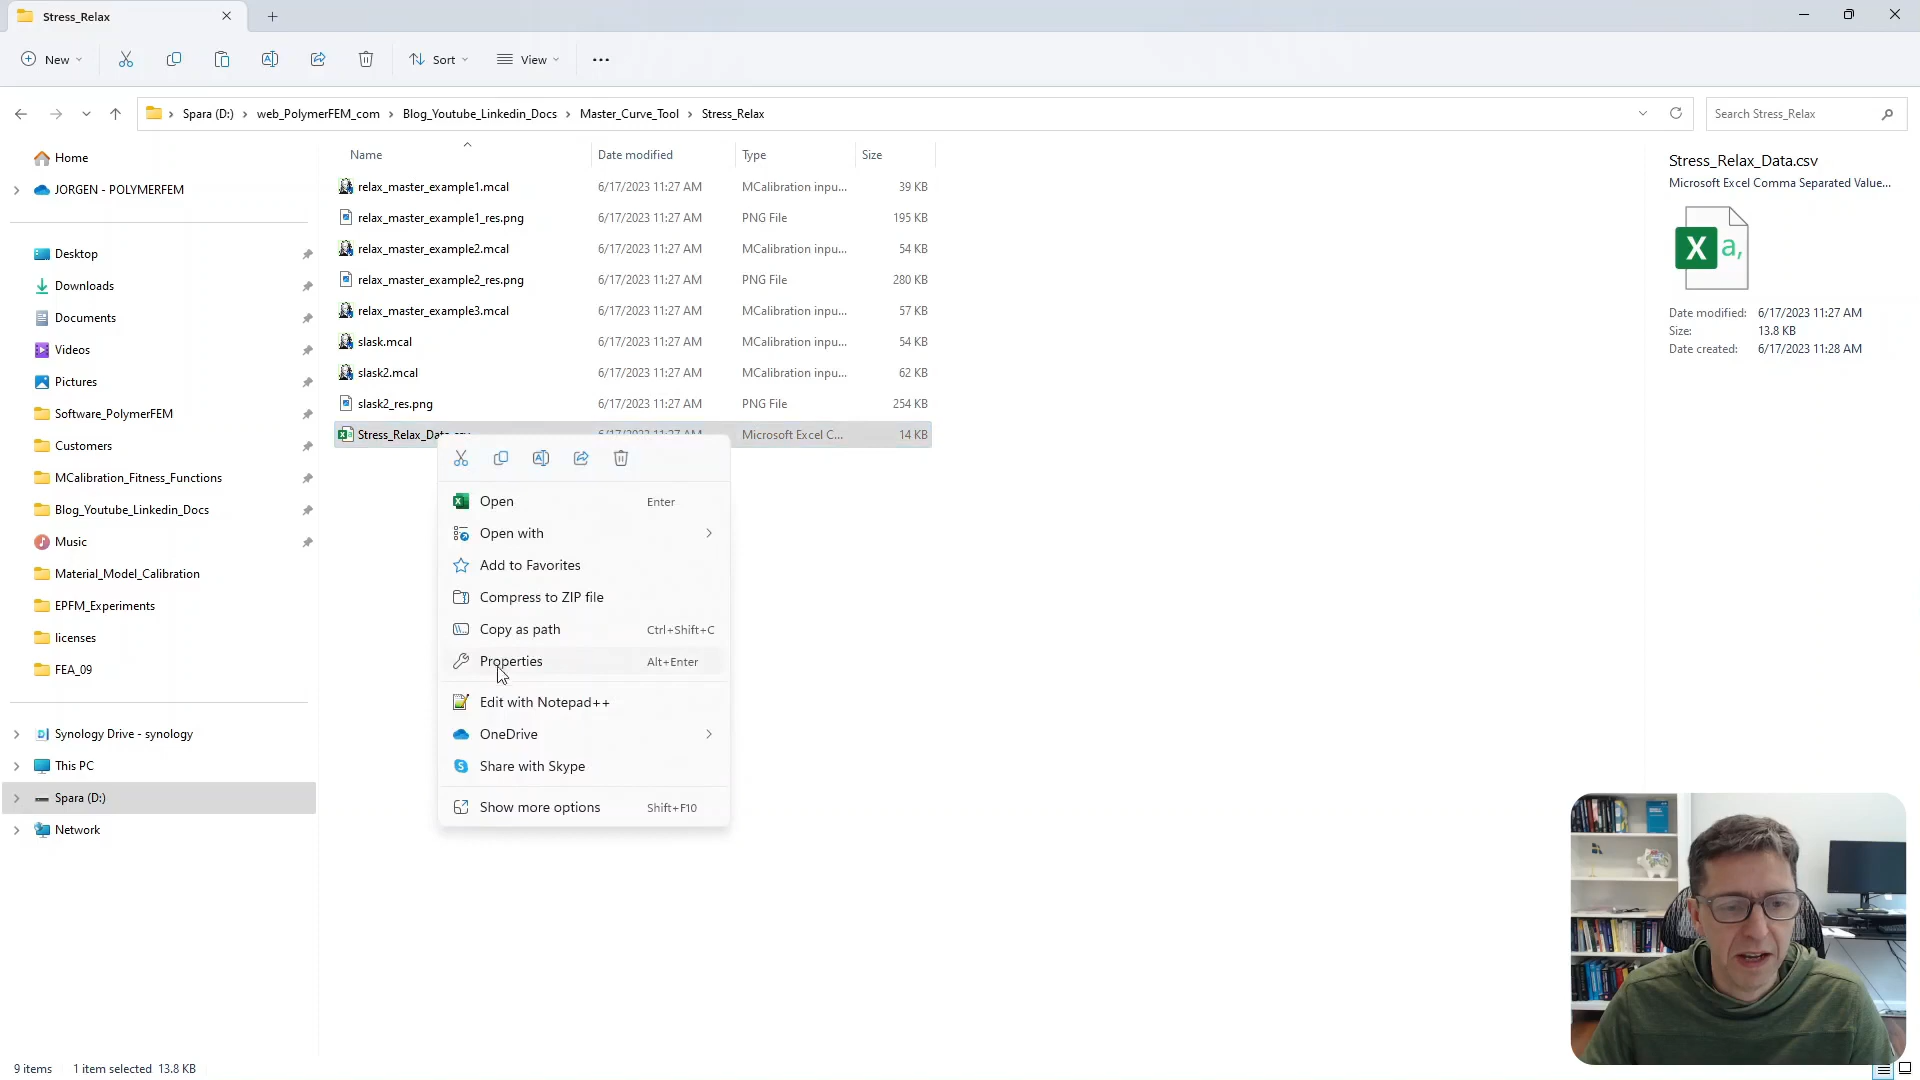 Stress_Relax
New
Sort
View
Spara (D:)
web_PolymerFEM_com
Blog_Youtube_Linkedin_Docs
Master_Curve_Tool
Stress_Relax
Search Stress_Relax
Home
JORGEN - POLYMERFEM
Desktop
Downloads
Documents
Videos
Pictures
Software_PolymerFEM
Customers
MCalibration_Fitness_Functions
Blog_Youtube_Linkedin_Docs
Music
Material_Model_Calibration
EPFM_Experiments
licenses
FEA_09
Synology Drive - synology
This PC
Spara (D:)
Network
Name Date modified Type Size
relax_master_example1.mcal 6/17/2023 11:27 AM MCalibration inpu... 39 KB
relax_master_example1_res.png 6/17/2023 11:27 AM PNG File 195 KB
relax_master_example2.mcal 6/17/2023 11:27 AM MCalibration inpu... 54 KB
relax_master_example2_res.png 6/17/2023 11:27 AM PNG File 280 KB
relax_master_example3.mcal 6/17/2023 11:27 AM MCalibration inpu... 57 KB
slask.mcal 6/17/2023 11:27 AM MCalibration inpu... 54 KB
slask2.mcal 6/17/2023 11:27 AM MCalibration inpu... 62 KB
slask2_res.png 6/17/2023 11:27 AM PNG File 254 KB
Stress_Relax_Data.csv 6/17/2023 11:27 AM Microsoft Excel C... 14 KB
Open Enter
Open with
Add to Favorites
Compress to ZIP file
Copy as path Ctrl+Shift+C
Properties Alt+Enter
Edit with Notepad++
OneDrive
Share with Skype
Show more options Shift+F10
Stress_Relax_Data.csv
Microsoft Excel Comma Separated Value...
X a,
Date modified: 6/17/2023 11:27 AM
Size: 13.8 KB
Date created: 6/17/2023 11:28 AM
9 items 1 item selected 13.8 KB